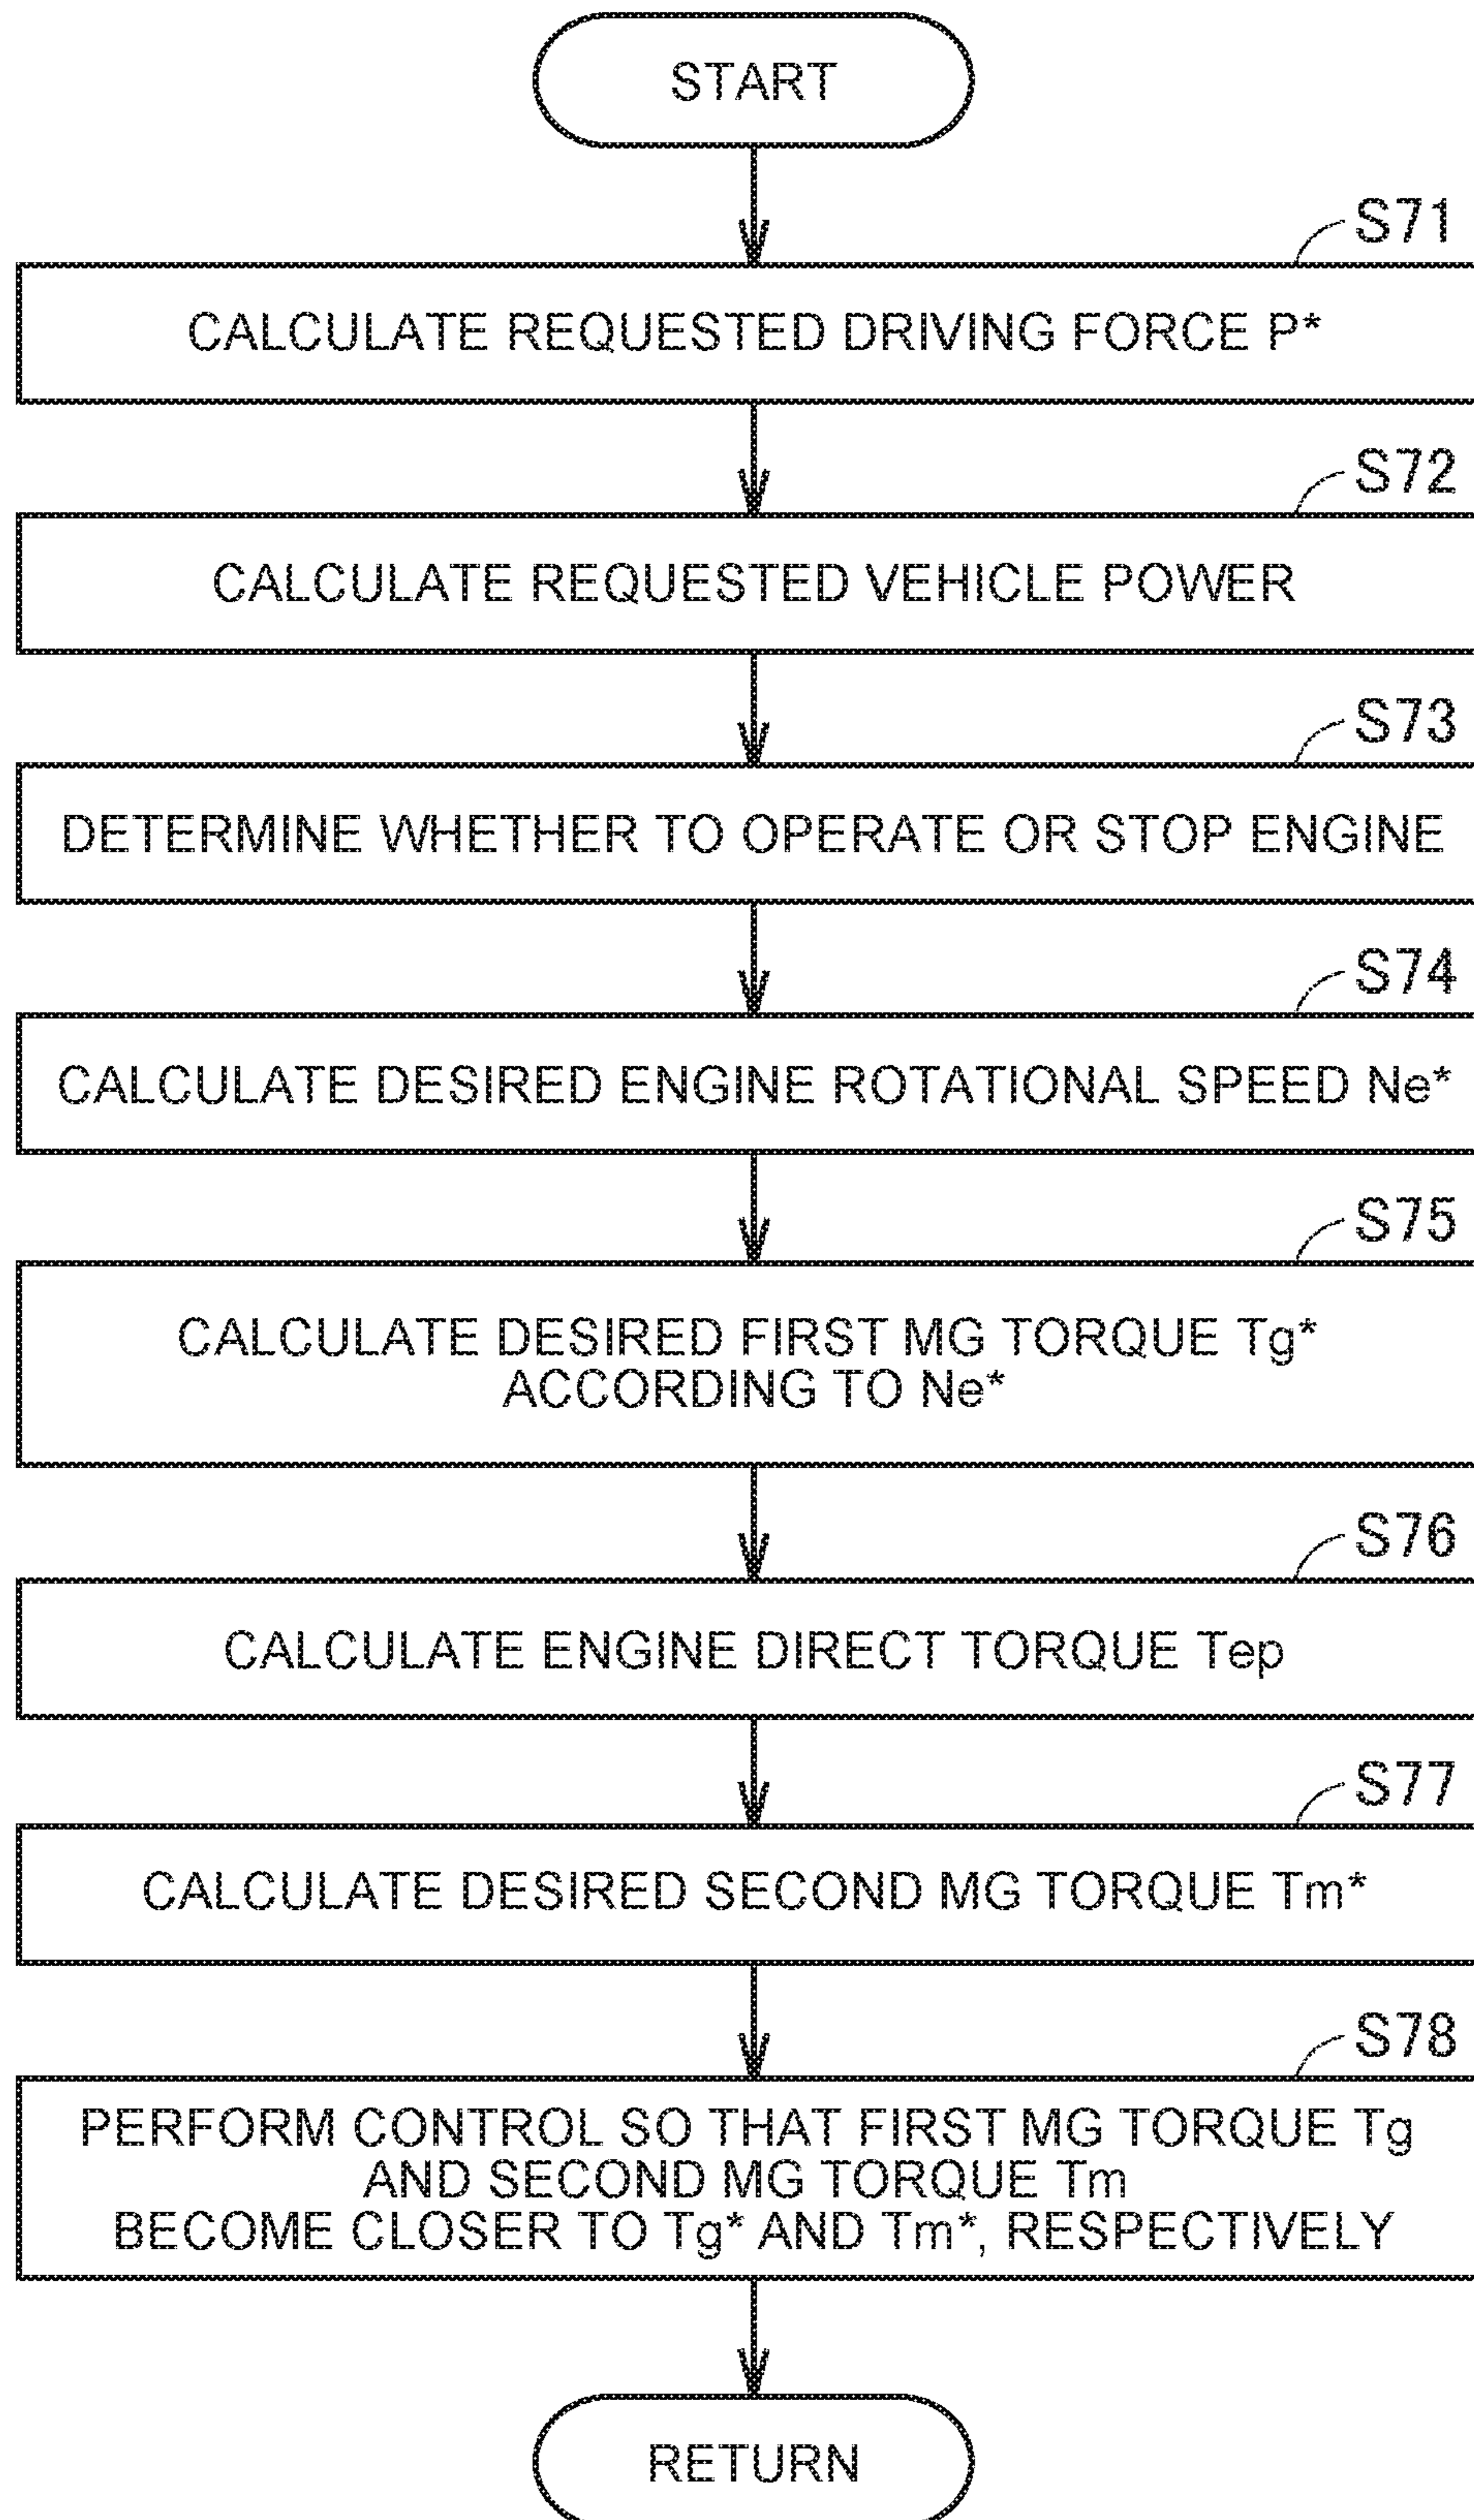 START
S71
CALCULATE REQUESTED DRIVING FORCE P*
S72
CALCULATE REQUESTED VEHICLE POWER
S73
DETERMINE WHETHER TO OPERATE OR STOP ENGINE
S74
CALCULATE DESIRED ENGINE ROTATIONAL SPEED Ne*
S75
CALCULATE DESIRED FIRST MG TORQUE Tg*
ACCORDING TO Ne*
S76
CALCULATE ENGINE DIRECT TORQUE Tep
S77
CALCULATE DESIRED SECOND MG TORQUE Tm*
S78
PERFORM CONTROL SO THAT FIRST MG TORQUE Tg
AND SECOND MG TORQUE Tm
BECOME CLOSER TO Tg* AND Tm*, RESPECTIVELY
RETURN